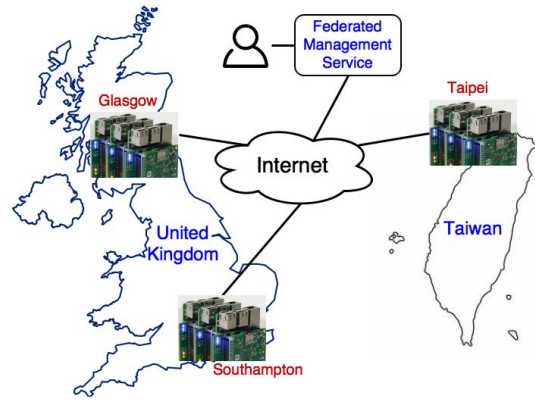 Federated
Management
Service
Glasgow
Taipei
Internet
United
Kingdom
Taiwan
Southampton